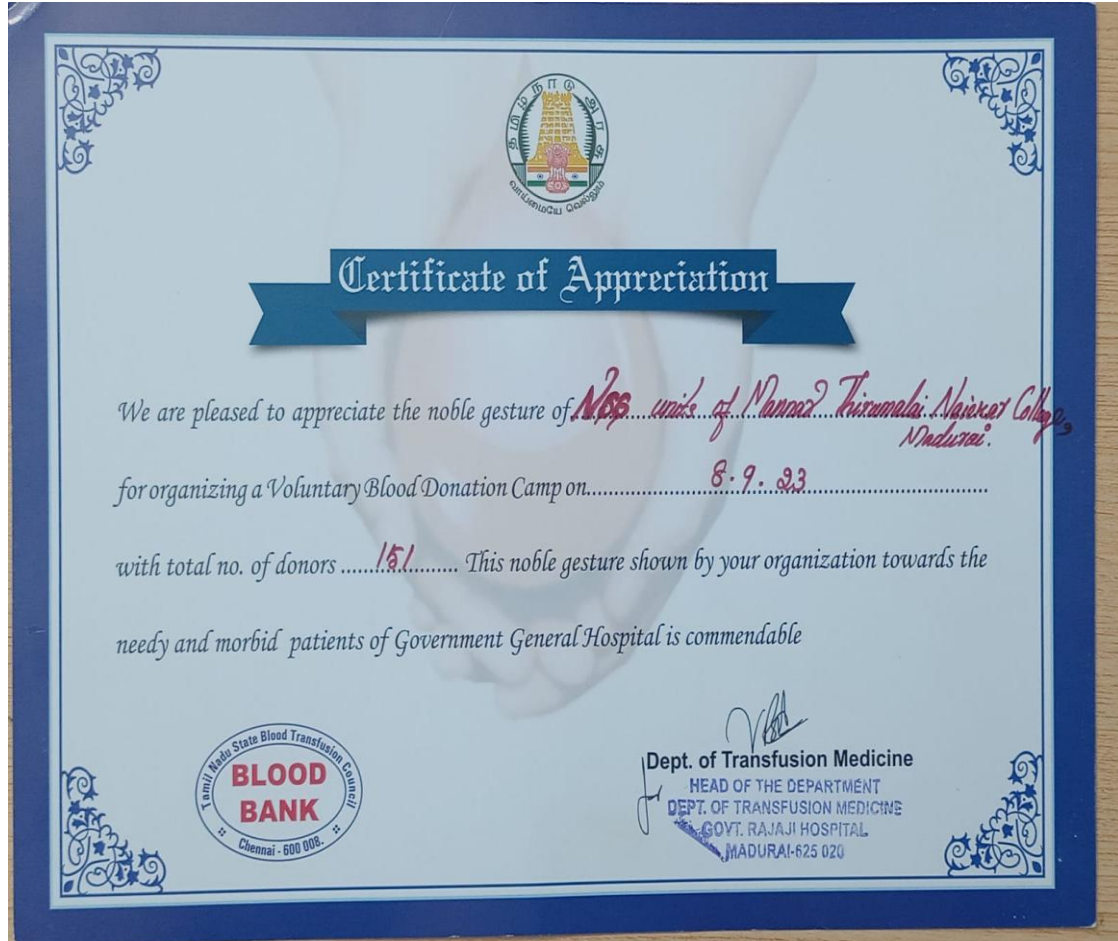 தமிழ் நாடு அரசு
வாய்மையே வெல்லும்
Certificate of Appreciation
We are pleased to appreciate the noble gesture of NSS units of Mannar Thirumalai Naicker College,
Madurai.
for organizing a Voluntary Blood Donation Camp on........................8.9.23....................................
with total no. of donors .......151......... This noble gesture shown by your organization towards the
needy and morbid patients of Government General Hospital is commendable
Tamil Nadu State Blood Transfusion Council
BLOOD
BANK
Chennai - 600 008.
Dept. of Transfusion Medicine
HEAD OF THE DEPARTMENT
DEPT. OF TRANSFUSION MEDICINE
GOVT. RAJAJI HOSPITAL
MADURAI-625 020